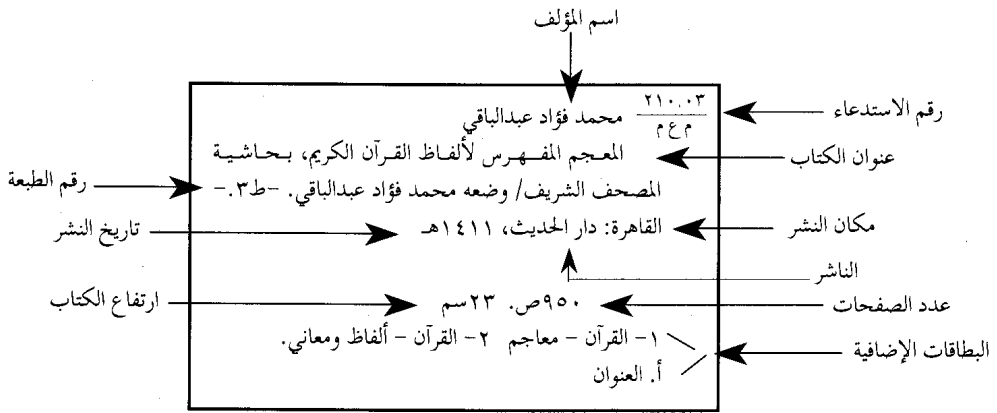 اسم المؤلف
رقم الاستدعاء
٢١٠.٠٣
م ع م
محمد فؤاد عبدالباقي
عنوان الكتاب
المعجم المفهرس لألفاظ القرآن الكريم، بحاشية
رقم الطبعة
المصحف الشريف/ وضعه محمد فؤاد عبدالباقي. -ط٣.-
مكان النشر
القاهرة: دار الحديث، ١٤١١هـ
تاريخ النشر
الناشر
عدد الصفحات
٩٥٠ص. ٢٣سم
ارتفاع الكتاب
البطاقات الإضافية
١- القرآن - معاجم ٢- القرآن - ألفاظ ومعاني.
أ. العنوان